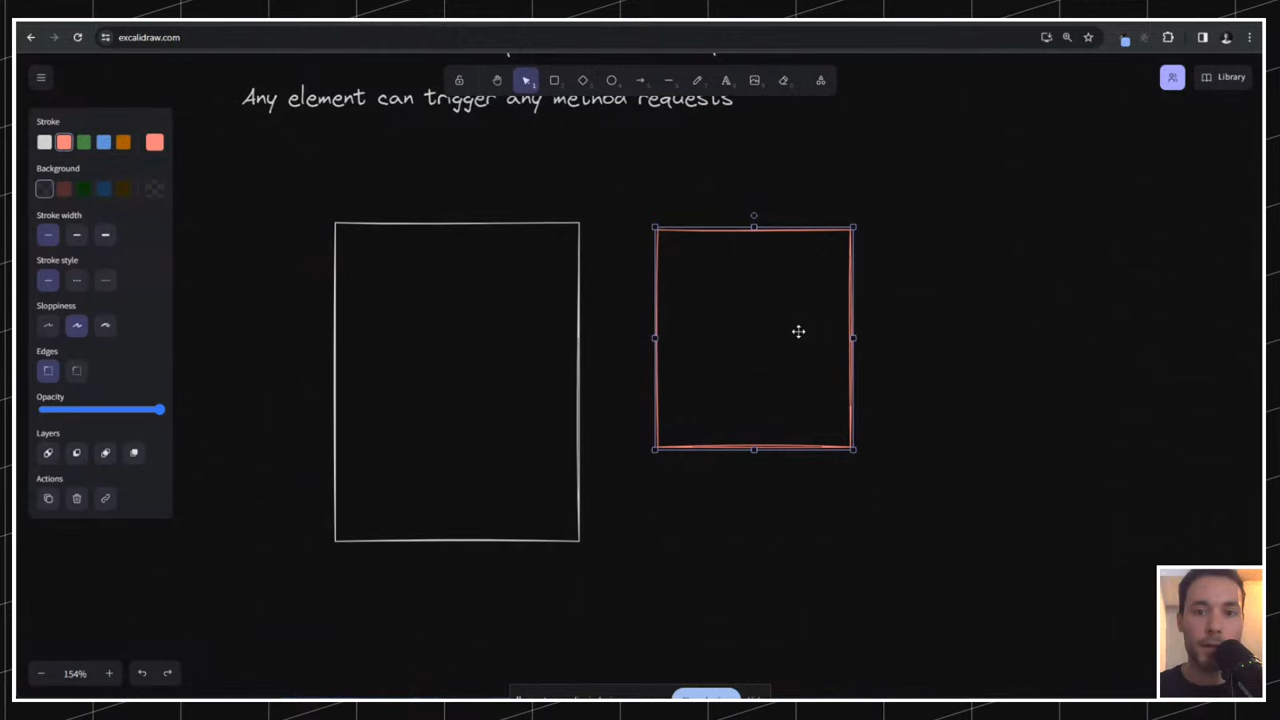 excalidraw.com
Library
Any element can trigger any method requests
Stroke
Background
Stroke width
Stroke style
Sloppiness
Edges
Opacity
Layers
Actions
154%